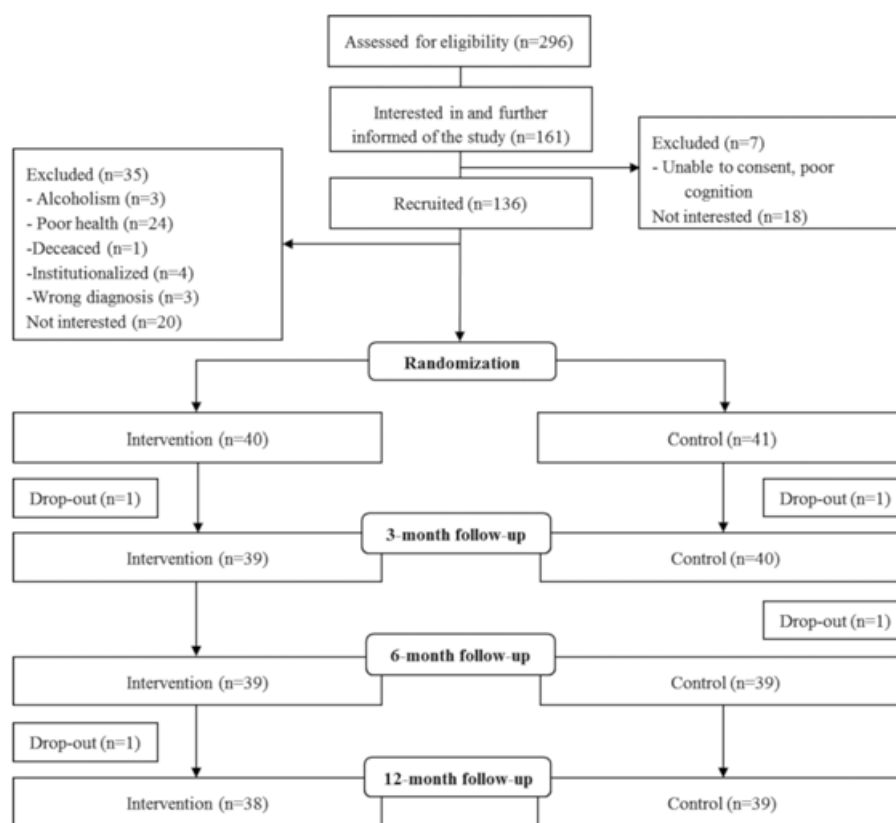 Assessed for eligibility (n=296)
Interested in and further
informed of the study (n=161)
Excluded (n=7)
- Unable to consent, poor
cognition
Not interested (n=18)
Recruited (n=136)
Excluded (n=35)
- Alcoholism (n=3)
- Poor health (n=24)
-Deceaced (n=1)
-Institutionalized (n=4)
-Wrong diagnosis (n=3)
Not interested (n=20)
Randomization
Intervention (n=40)
Control (n=41)
Drop-out (n=1)
Drop-out (n=1)
3-month follow-up
Intervention (n=39)
Control (n=40)
Drop-out (n=1)
6-month follow-up
Intervention (n=39)
Control (n=39)
Drop-out (n=1)
12-month follow-up
Intervention (n=38)
Control (n=39)